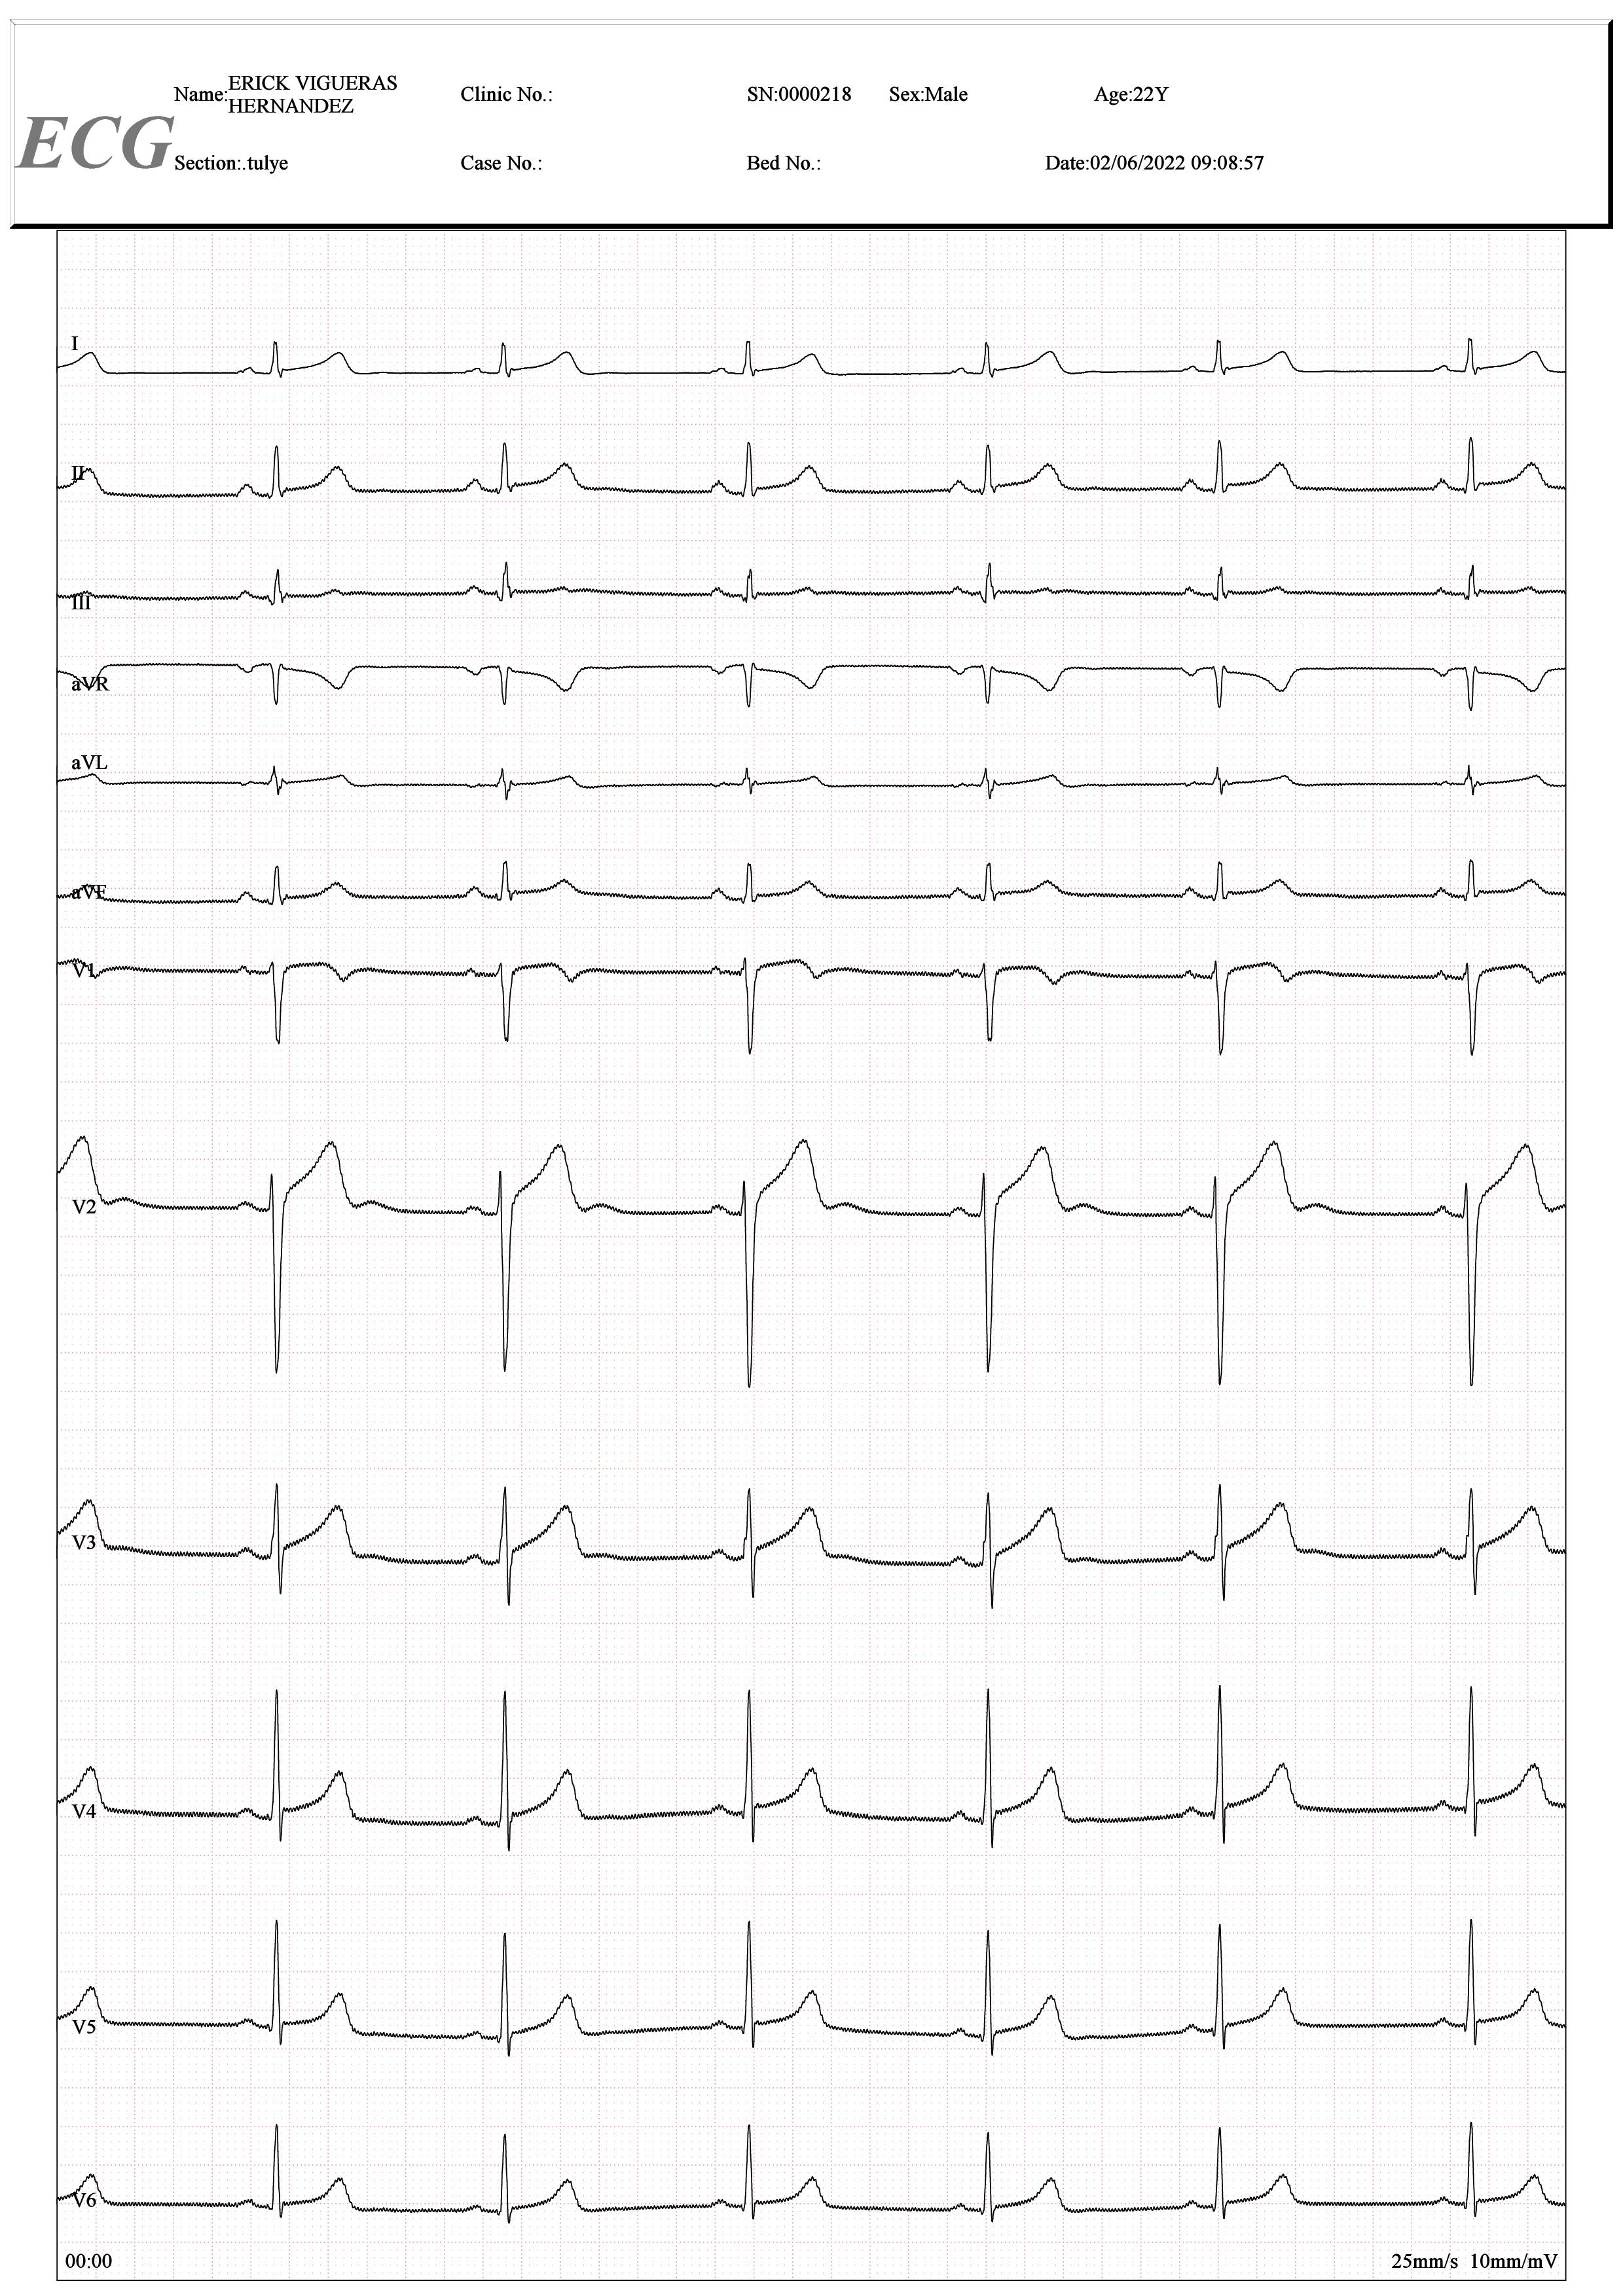 ECG
Name:ERICK VIGUERAS HERNANDEZ
Clinic No.:
SN:0000218
Sex:Male
Age:22Y
Section:.tulye
Case No.:
Bed No.:
Date:02/06/2022 09:08:57
I
II
III
aVR
aVL
aVF
V1
V2
V3
V4
V5
V6
00:00
25mm/s 10mm/mV